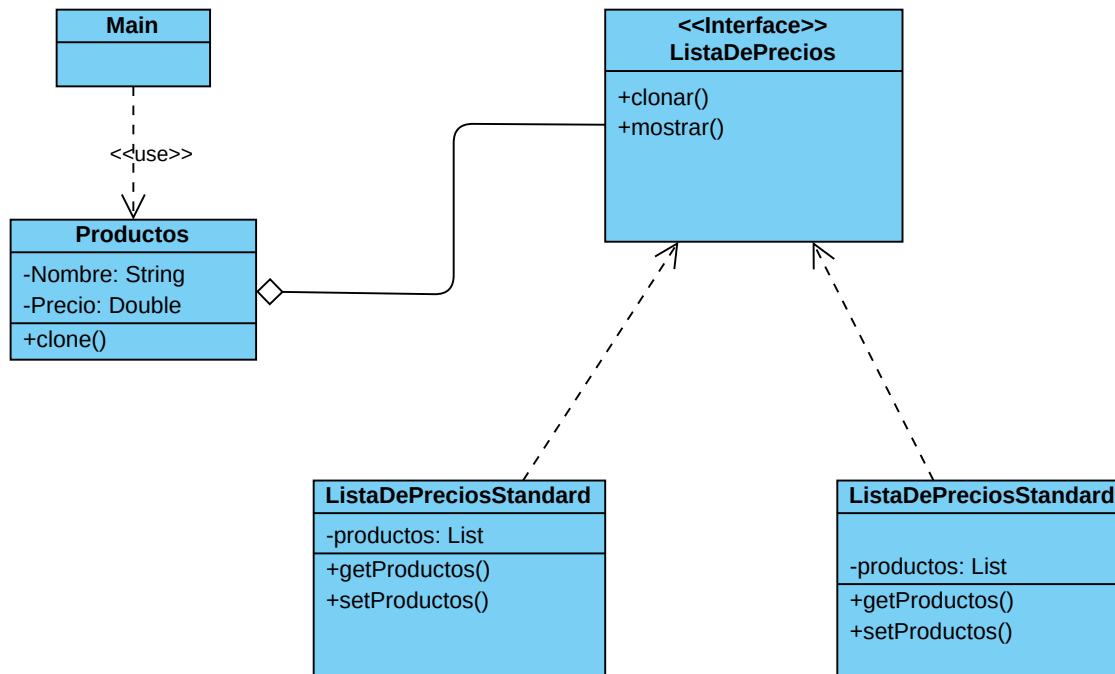 Main
<<use>>
Productos
-Nombre: String
-Precio: Double
+clone()
<<Interface>>
ListaDePrecios
+clonar()
+mostrar()
ListaDePreciosStandard
-productos: List
+getProductos()
+setProductos()
ListaDePreciosStandard
-productos: List
+getProductos()
+setProductos()